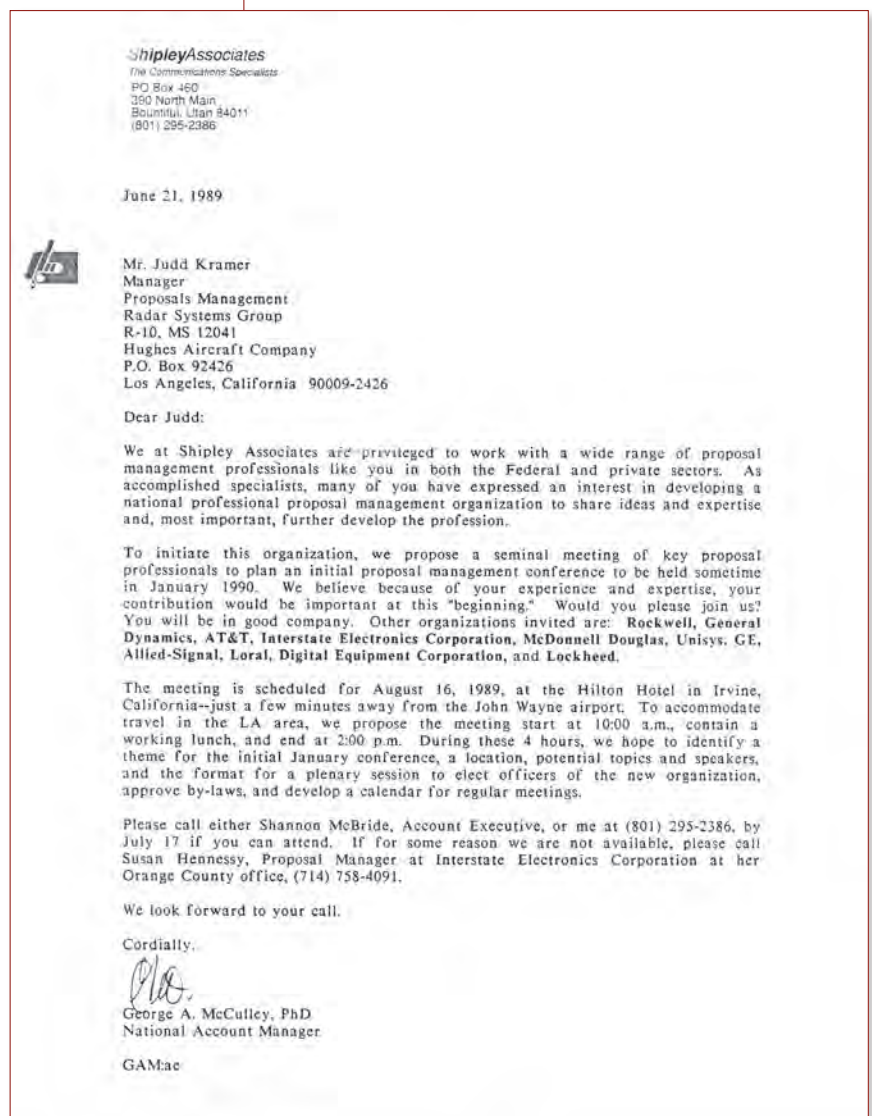 ShipleyAssociates
The Communications Specialists
PO Box 460
390 North Main
Bountiful, Utah 84011
(801) 295-2386
June 21, 1989
Mr. Judd Kramer
Manager
Proposals Management
Radar Systems Group
R-10, MS 12041
Hughes Aircraft Company
P.O. Box 92426
Los Angeles, California 90009-2426
Dear Judd:
We at Shipley Associates are privileged to work with a wide range of proposal
management professionals like you in both the Federal and private sectors. As
accomplished specialists, many of you have expressed an interest in developing a
national professional proposal management organization to share ideas and expertise
and, most important, further develop the profession.
To initiate this organization, we propose a seminal meeting of key proposal
professionals to plan an initial proposal management conference to be held sometime
in January 1990. We believe because of your experience and expertise, your
contribution would be important at this "beginning." Would you please join us?
You will be in good company. Other organizations invited are: Rockwell, General
Dynamics, AT&T, Interstate Electronics Corporation, McDonnell Douglas, Unisys, GE,
Allied-Signal, Loral, Digital Equipment Corporation, and Lockheed.
The meeting is scheduled for August 16, 1989, at the Hilton Hotel in Irvine,
California--just a few minutes away from the John Wayne airport. To accommodate
travel in the LA area, we propose the meeting start at 10:00 a.m., contain a
working lunch, and end at 2:00 p.m. During these 4 hours, we hope to identify a
theme for the initial January conference, a location, potential topics and speakers,
and the format for a plenary session to elect officers of the new organization,
approve by-laws, and develop a calendar for regular meetings.
Please call either Shannon McBride, Account Executive, or me at (801) 295-2386, by
July 17 if you can attend. If for some reason we are not available, please call
Susan Hennessy, Proposal Manager at Interstate Electronics Corporation at her
Orange County office, (714) 758-4091.
We look forward to your call.
Cordially,
George A. McCulley, PhD
National Account Manager
GAM:ae